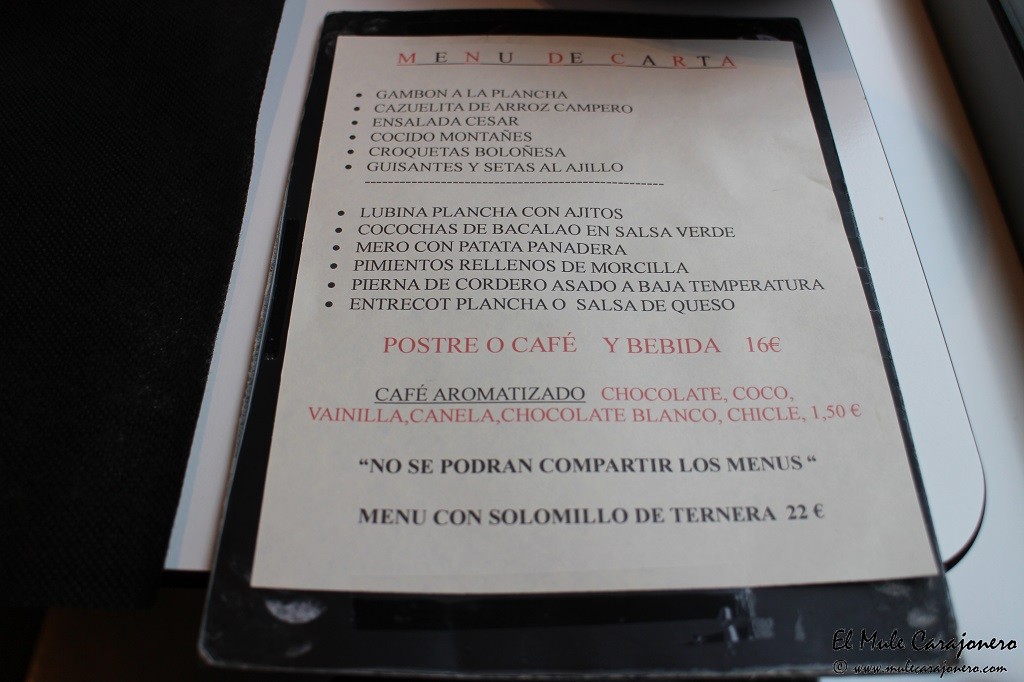 MENU DE CARTA
• GAMBON A LA PLANCHA
• CAZUELITA DE ARROZ CAMPERO
• ENSALADA CESAR
• COCIDO MONTAÑES
• CROQUETAS BOLOÑESA
• GUISANTES Y SETAS AL AJILLO
---------------------------------------------------
• LUBINA PLANCHA CON AJITOS
• COCOCHAS DE BACALAO EN SALSA VERDE
• MERO CON PATATA PANADERA
• PIMIENTOS RELLENOS DE MORCILLA
• PIERNA DE CORDERO ASADO A BAJA TEMPERATURA
• ENTRECOT PLANCHA O SALSA DE QUESO
POSTRE O CAFÉ Y BEBIDA 16€
CAFÉ AROMATIZADO CHOCOLATE, COCO,
VAINILLA,CANELA,CHOCOLATE BLANCO, CHICLE, 1,50 €
“NO SE PODRAN COMPARTIR LOS MENUS “
MENU CON SOLOMILLO DE TERNERA 22 €
El Mule Carajonero
© www.mulecarajonero.com